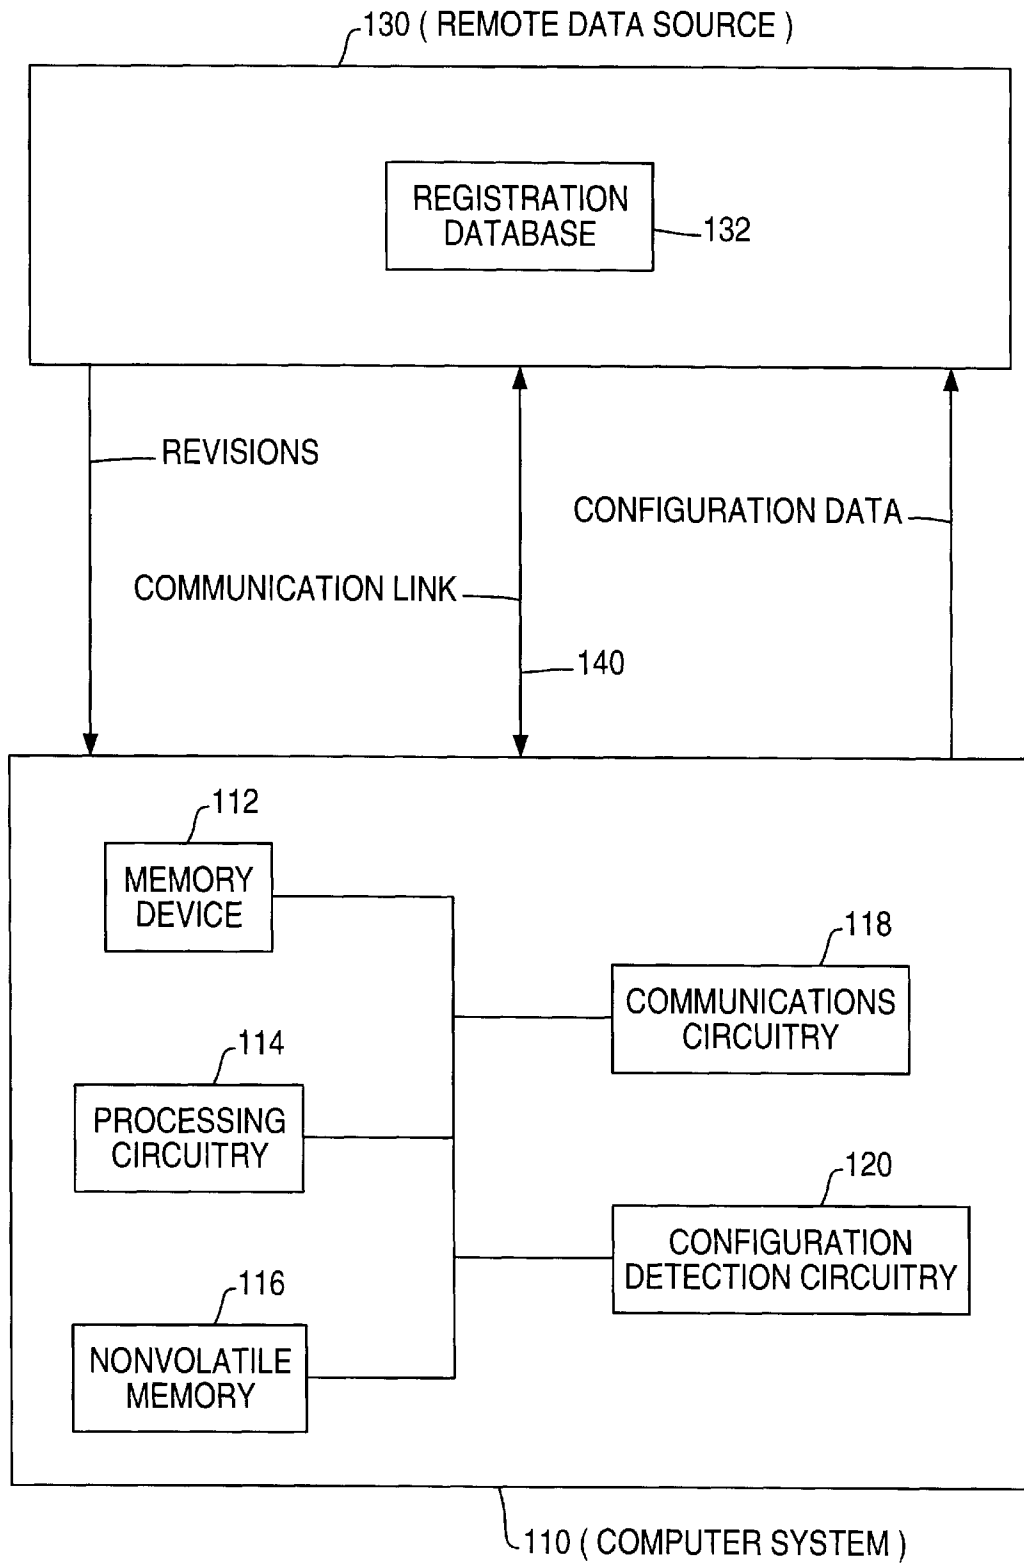 130 ( REMOTE DATA SOURCE )
REGISTRATION
DATABASE
132
REVISIONS
CONFIGURATION DATA
COMMUNICATION LINK
140
112
MEMORY
DEVICE
118
COMMUNICATIONS
CIRCUITRY
114
PROCESSING
CIRCUITRY
120
CONFIGURATION
DETECTION CIRCUITRY
116
NONVOLATILE
MEMORY
110 ( COMPUTER SYSTEM )